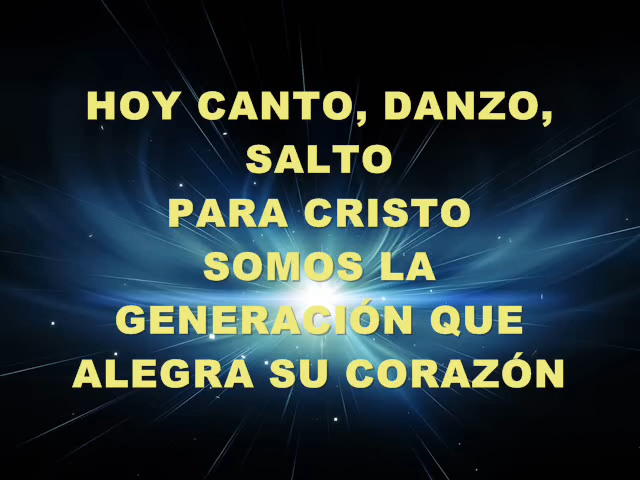 HOY CANTO, DANZO,
SALTO
PARA CRISTO
SOMOS LA
GENERACIÓN QUE
ALEGRA SU CORAZÓN